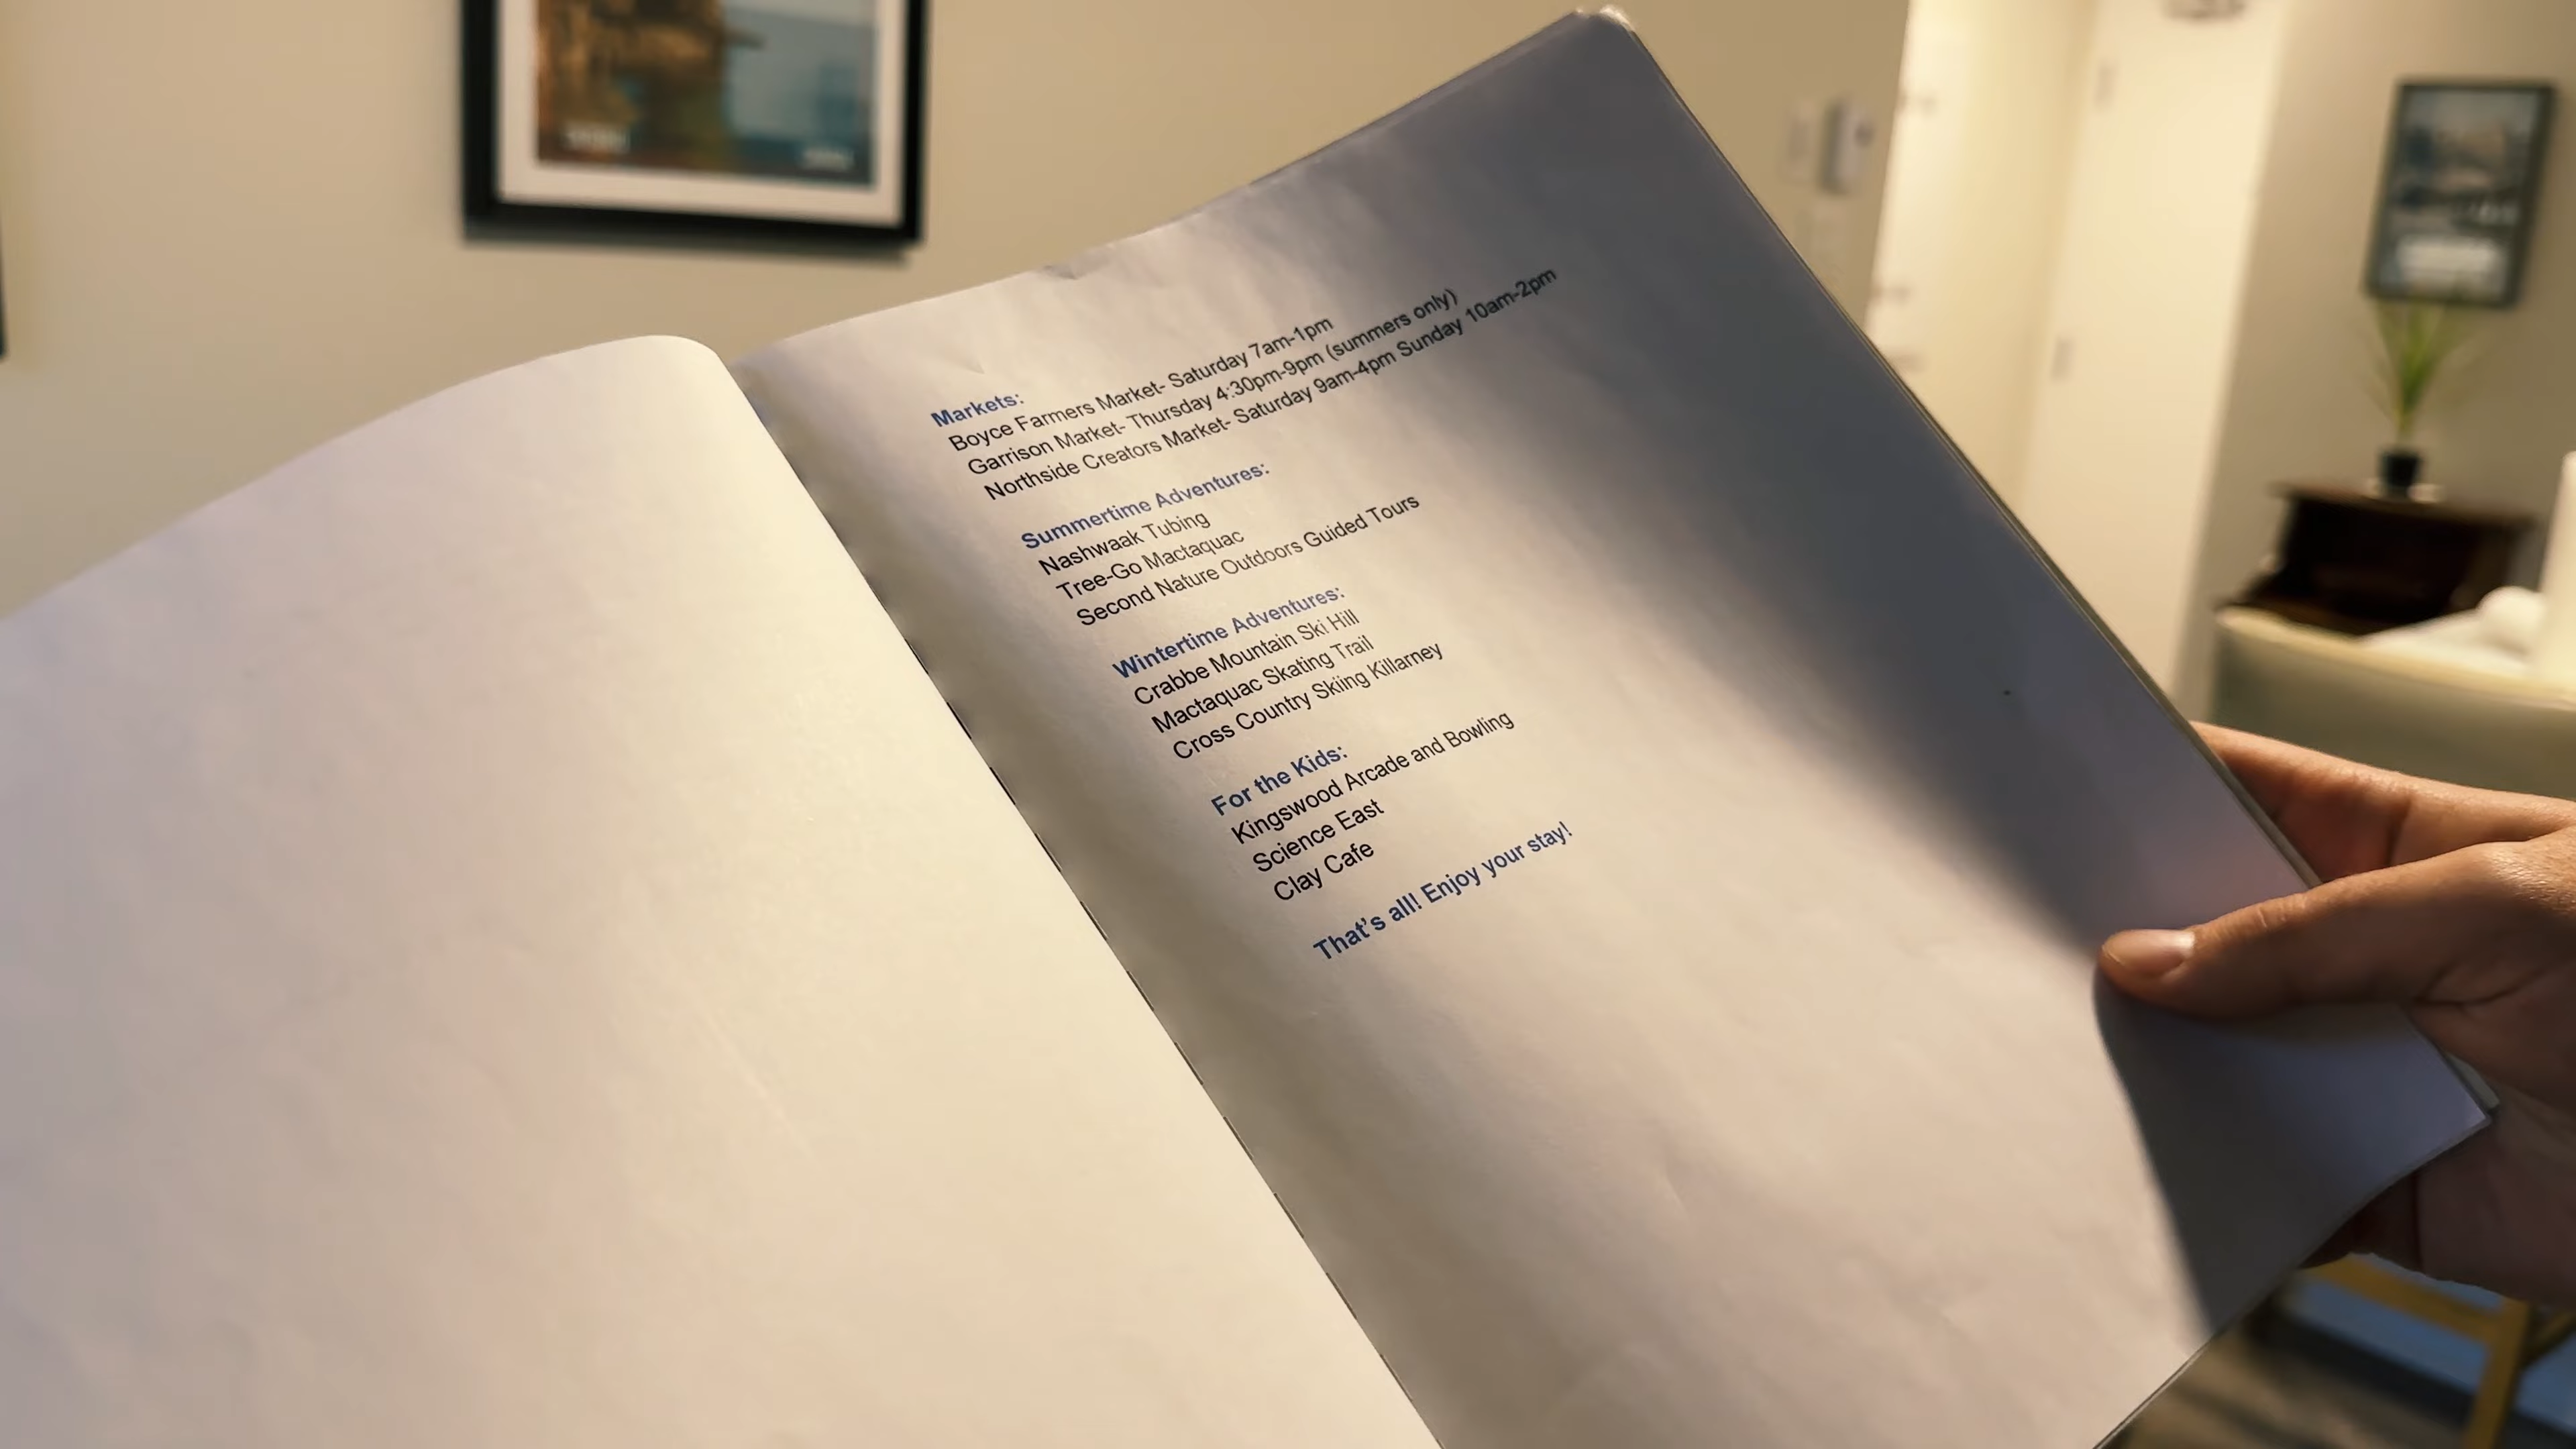 Markets:
Boyce Farmers Market- Saturday 7am-1pm
Garrison Market- Thursday 4:30pm-9pm (summers only)
Northside Creators Market- Saturday 9am-4pm Sunday 10am-2pm
Summertime Adventures:
Nashwaak Tubing
Tree-Go Mactaquac
Second Nature Outdoors Guided Tours
Wintertime Adventures:
Crabbe Mountain Ski Hill
Mactaquac Skating Trail
Cross Country Skiing Killarney
For the Kids:
Kingswood Arcade and Bowling
Science East
Clay Cafe
That's all! Enjoy your stay!